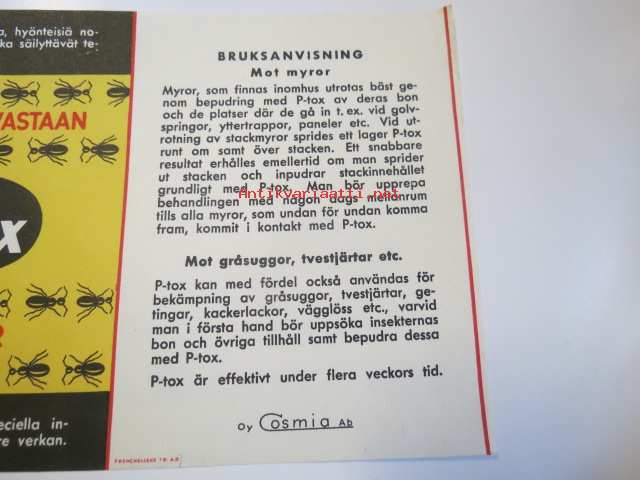 a, hyönteisiä no-
ka säilyttävät te-
VASTAAN
x
R
eciella in-
re verkan.
BRUKSANVISNING
Mot myror
Myror, som finnas inomhus utrotas bäst ge-
nom bepudring med P-tox av deras bon
och de platser där de gå in t. ex. vid golv-
springor, yttertrappor, paneler etc. Vid ut-
rotning av stackmyror sprides ett lager P-tox
runt om samt över stacken. Ett snabbare
resultat erhålles emellertid om man sprider
ut stacken och inpudrar stackinnehållet
grundligt med P-tox. Man bör upprepa
Antikvariaatti.net
behandlingen med någon dags mellanrum
tills alla myror, som undan för undan komma
fram, kommit i kontakt med P-tox.
Mot gråsuggor, tvestjärtar etc.
P-tox kan med fördel också användas för
bekämpning av gråsuggor, tvestjärtar, ge-
tingar, kackerlackor, vägglöss etc., varvid
man i första hand bör uppsöka insekternas
bon och övriga tillhåll samt bepudra dessa
med P-tox.
P-tox är effektivt under flera veckors tid.
Oy Cosmia Ab